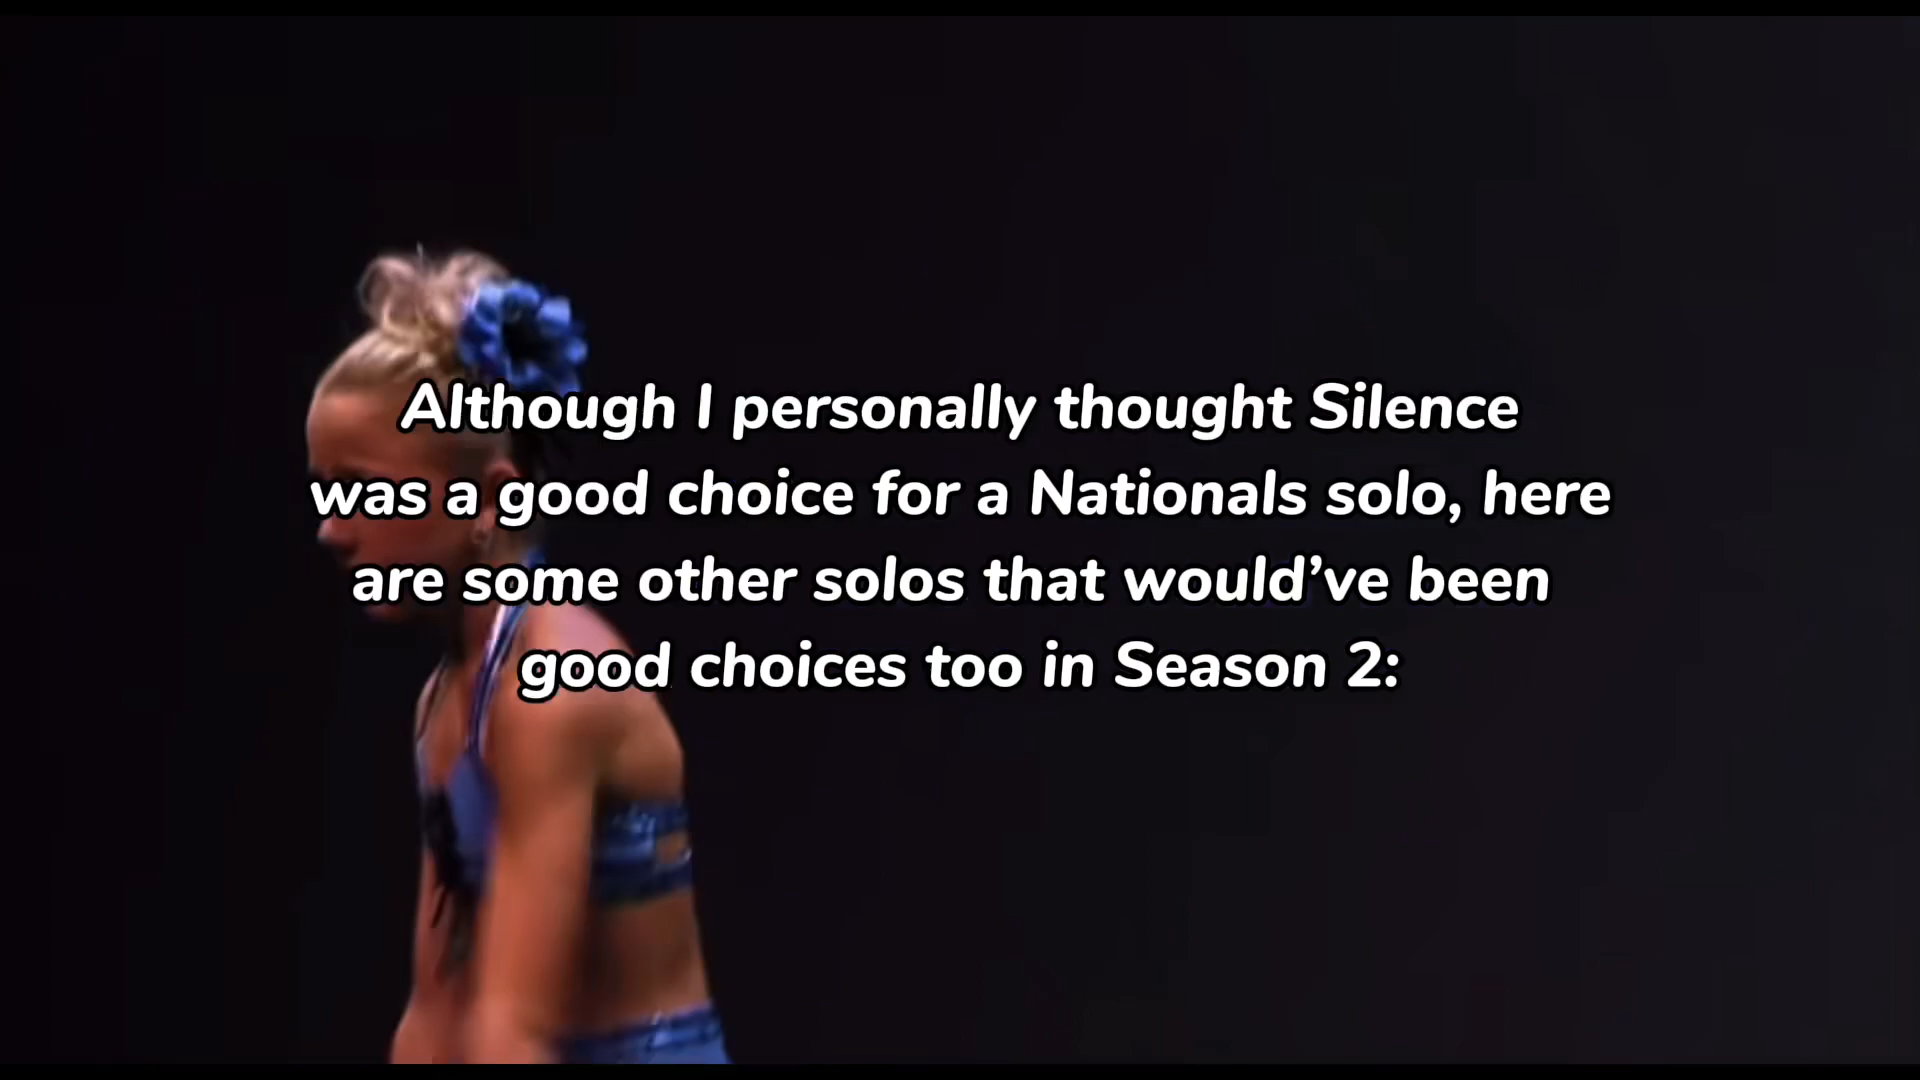 Although I personally thought Silence
was a good choice for a Nationals solo, here
are some other solos that would’ve been
good choices too in Season 2: